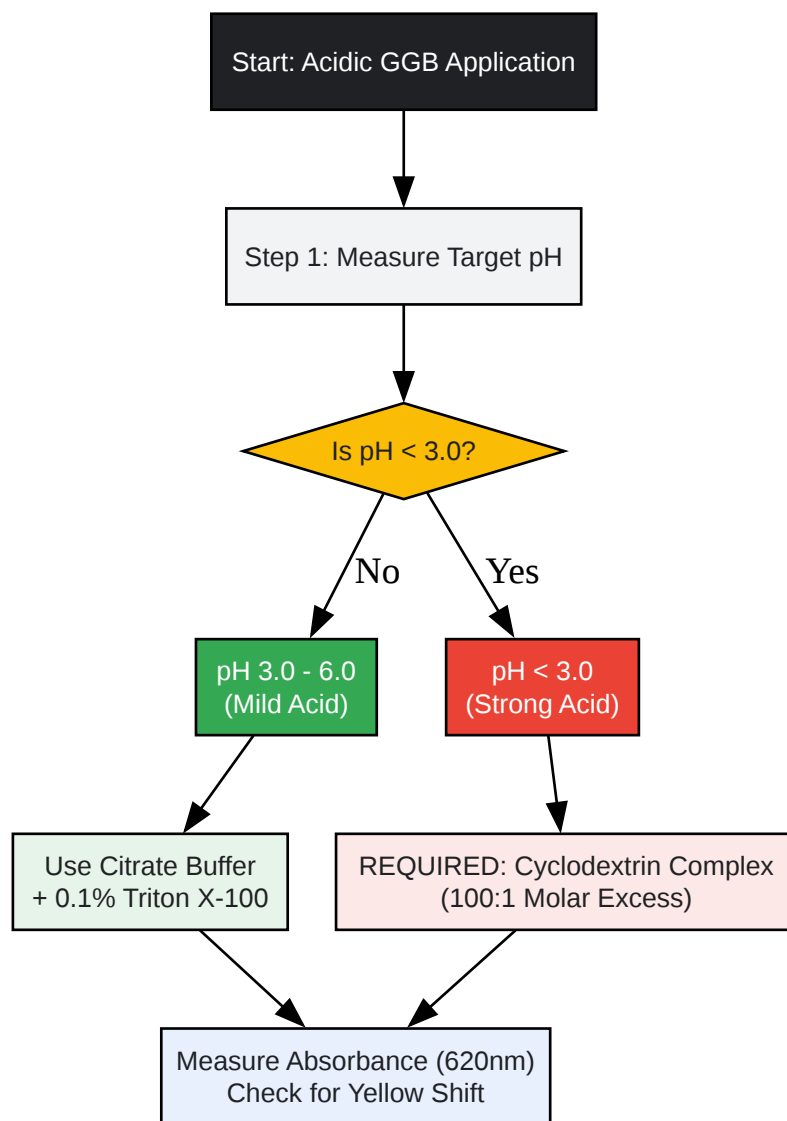 Start: Acidic GGB Application
Step 1: Measure Target pH
Is pH < 3.0?
No
Yes
pH 3.0 - 6.0
(Mild Acid)
pH < 3.0
(Strong Acid)
Use Citrate Buffer
+ 0.1% Triton X-100
REQUIRED: Cyclodextrin Complex
(100:1 Molar Excess)
Measure Absorbance (620nm)
Check for Yellow Shift